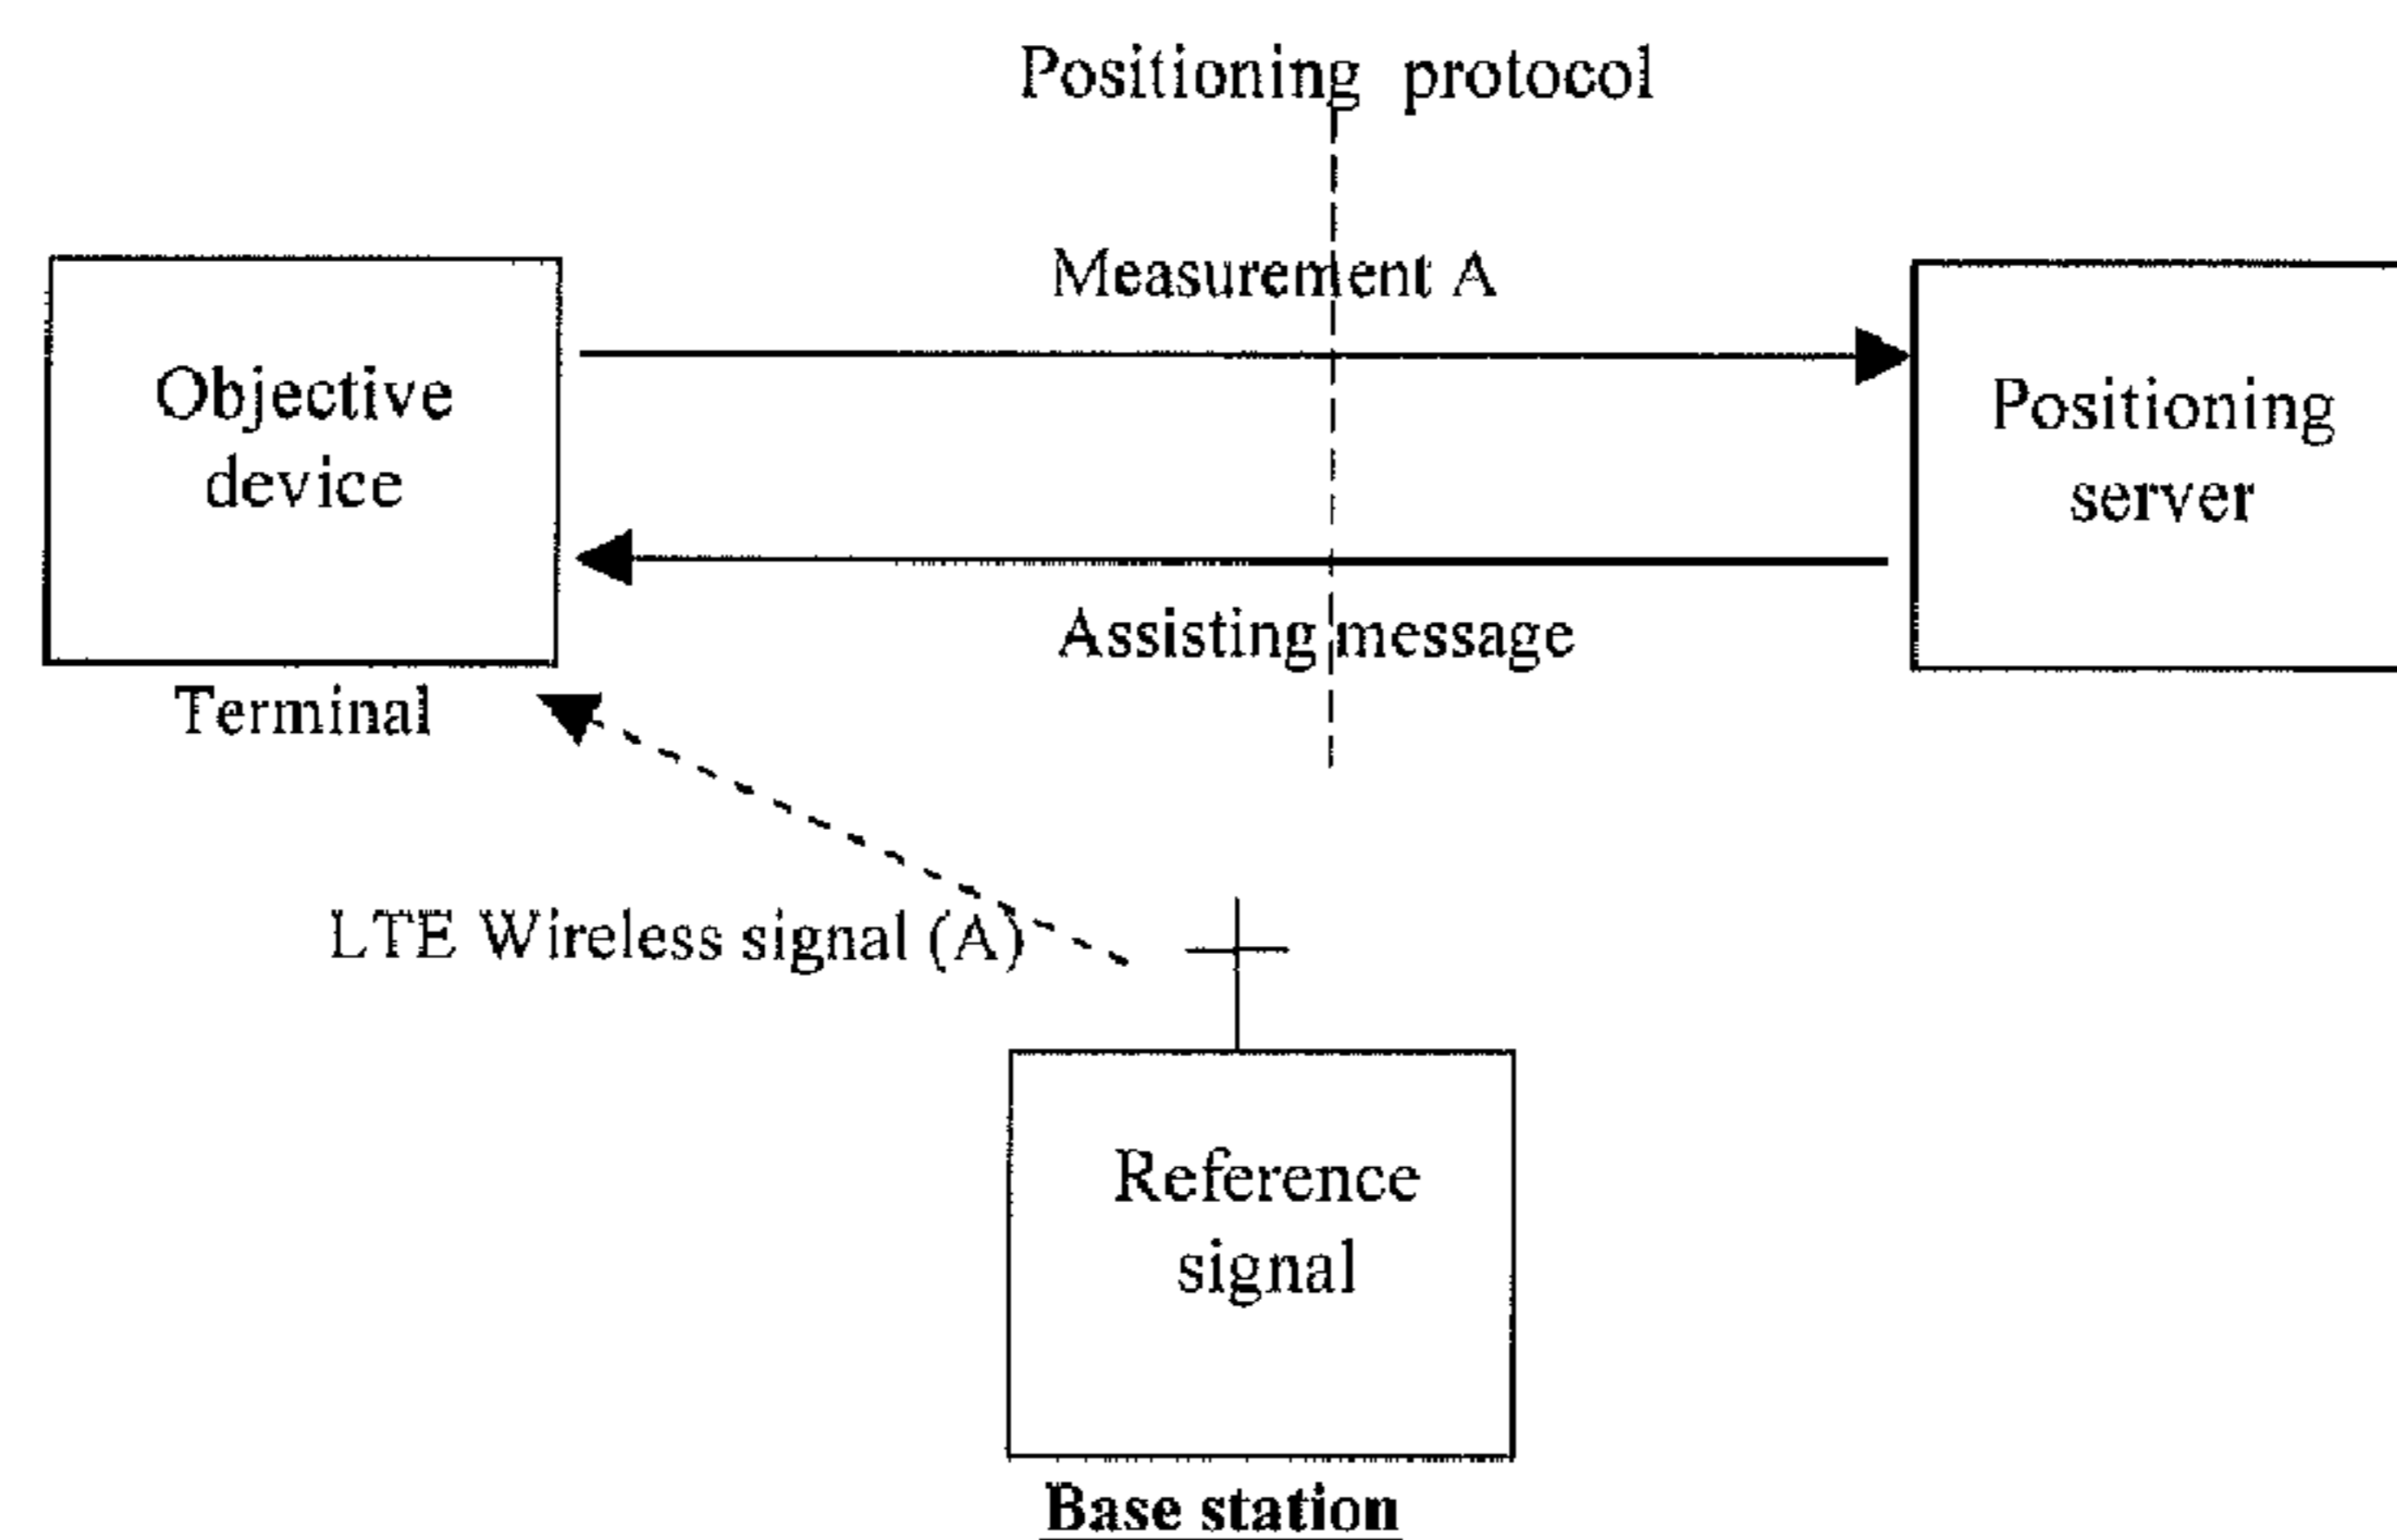 Positioning protocol
Measurement A
Objective
device
Positioning
server
Assisting message
Terminal
LTE Wireless signal (A)
Reference
signal
Base station